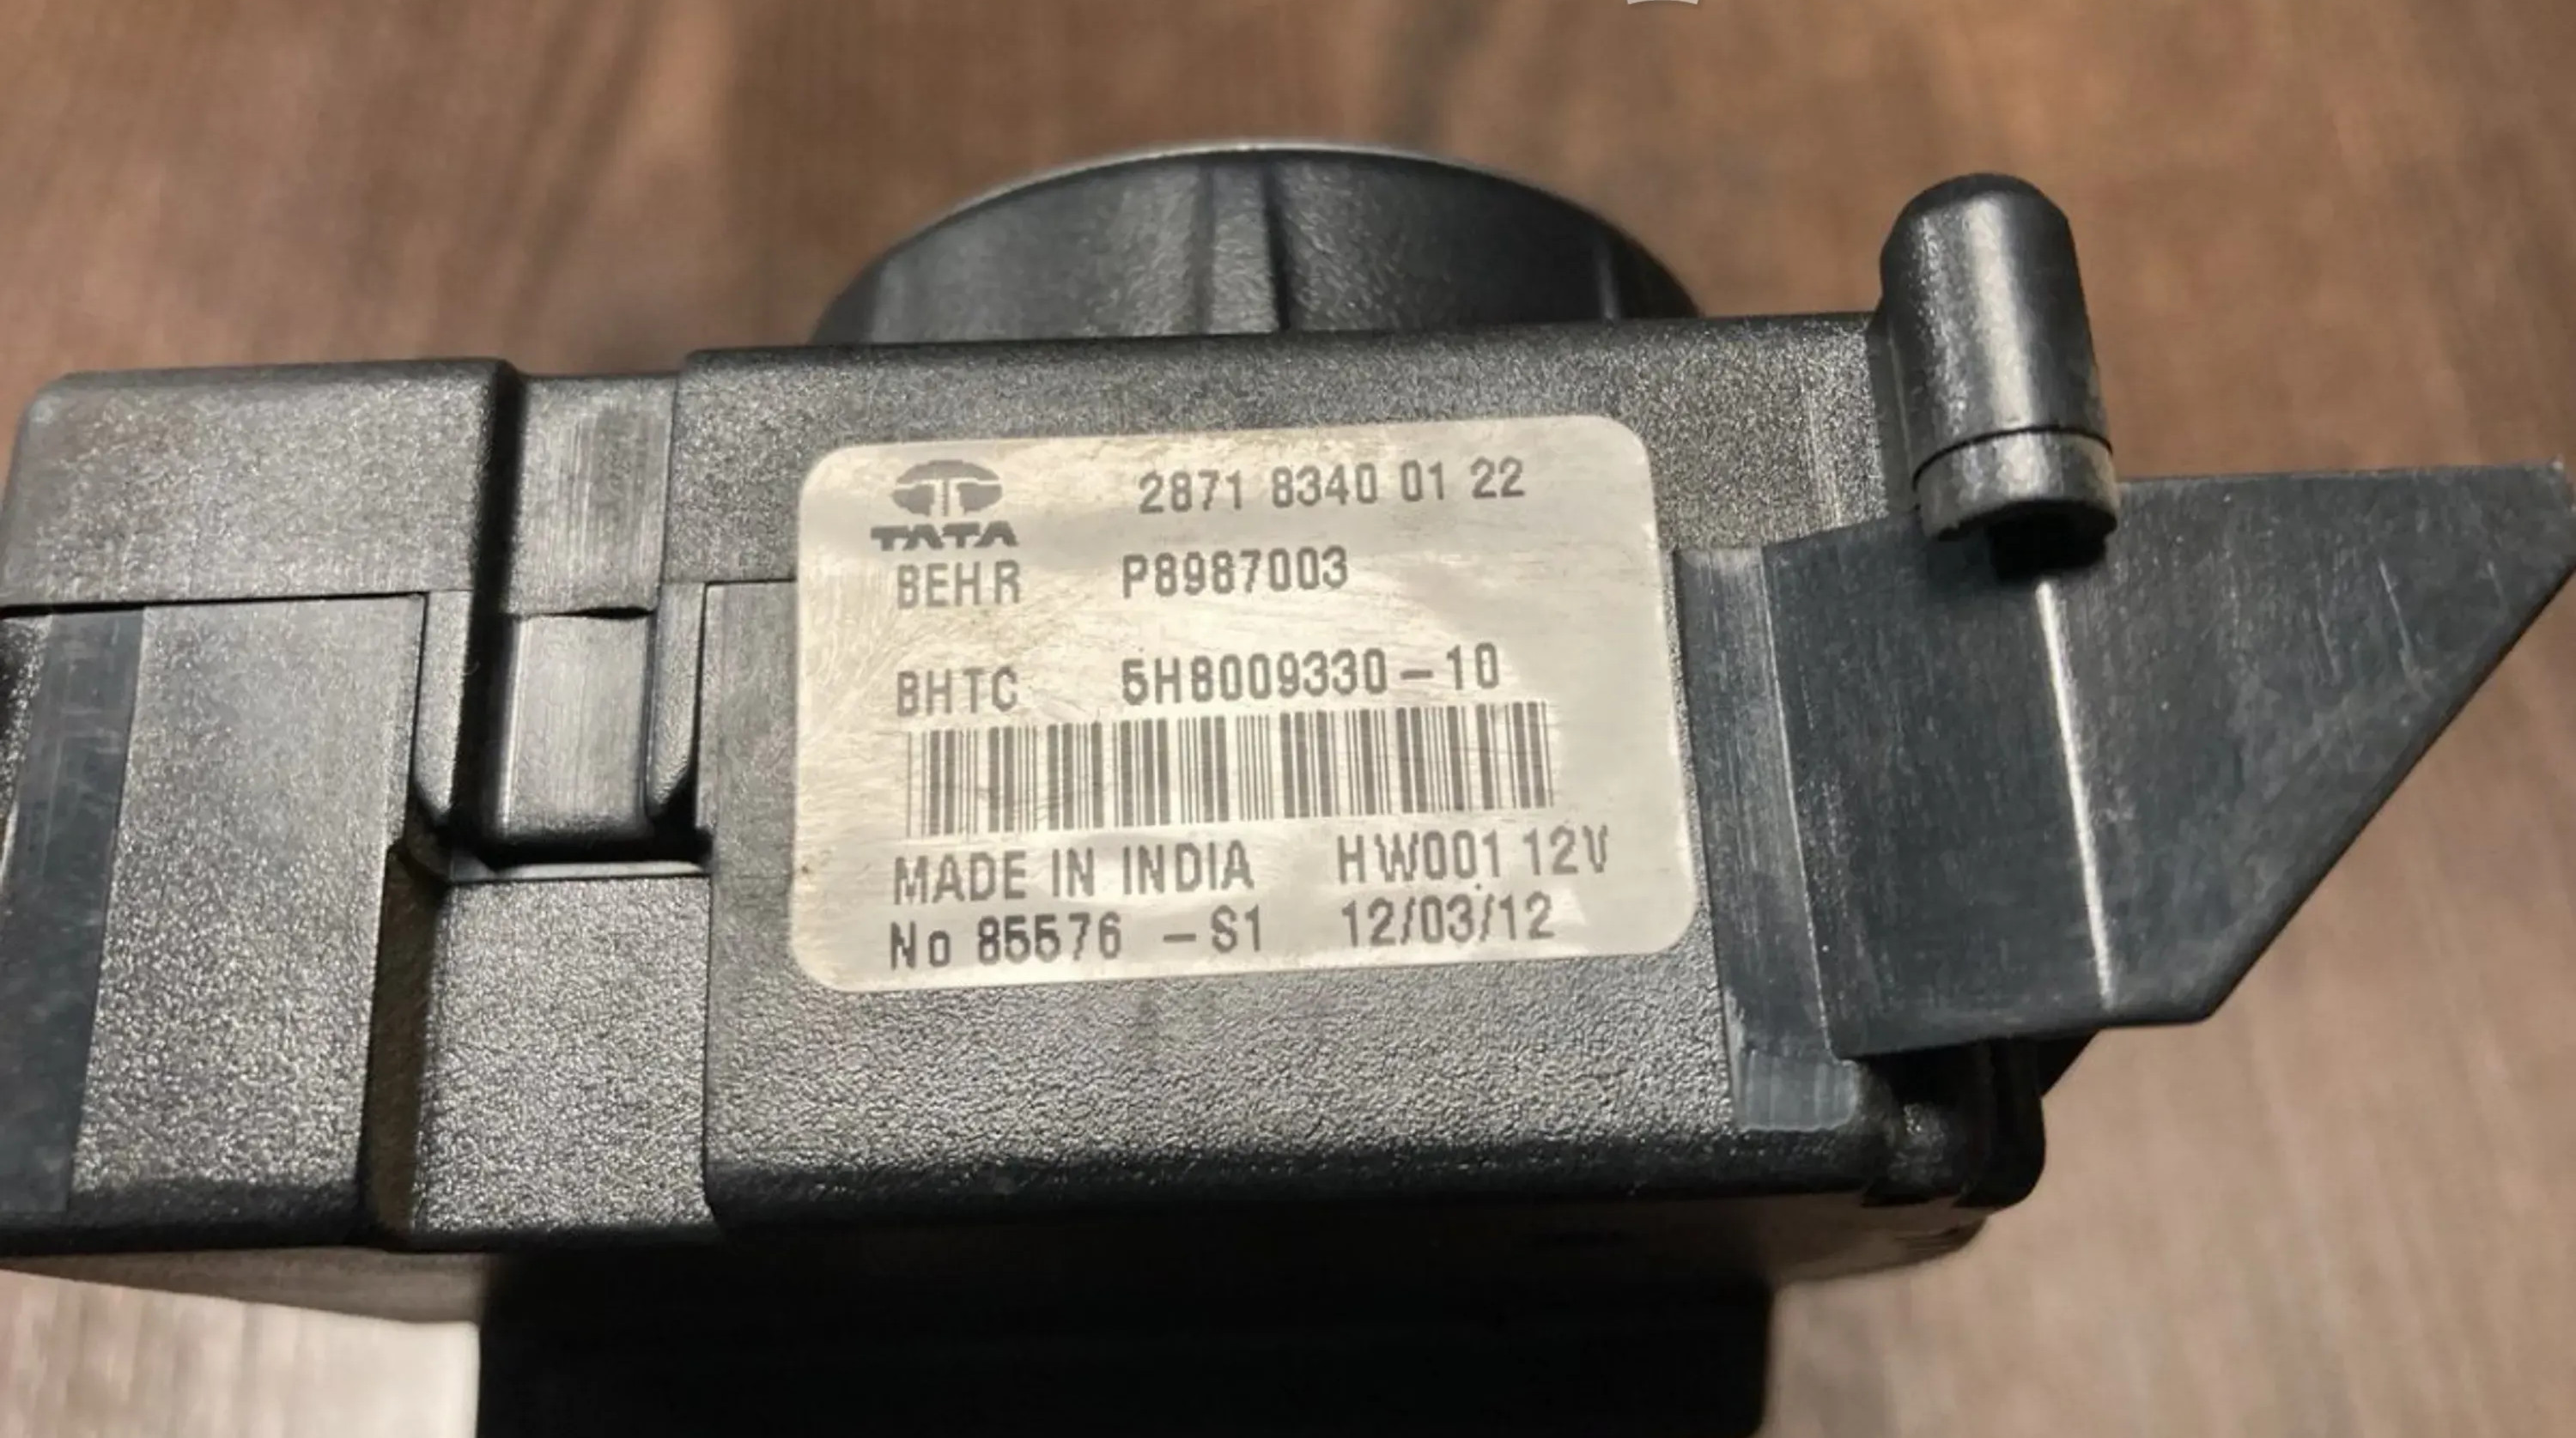 2871 8340 01 22
TATA
BEHR P8987003
BHTC 5H8009330-10
MADE IN INDIA HW001 12V
No 85576 -S1 12/03/12